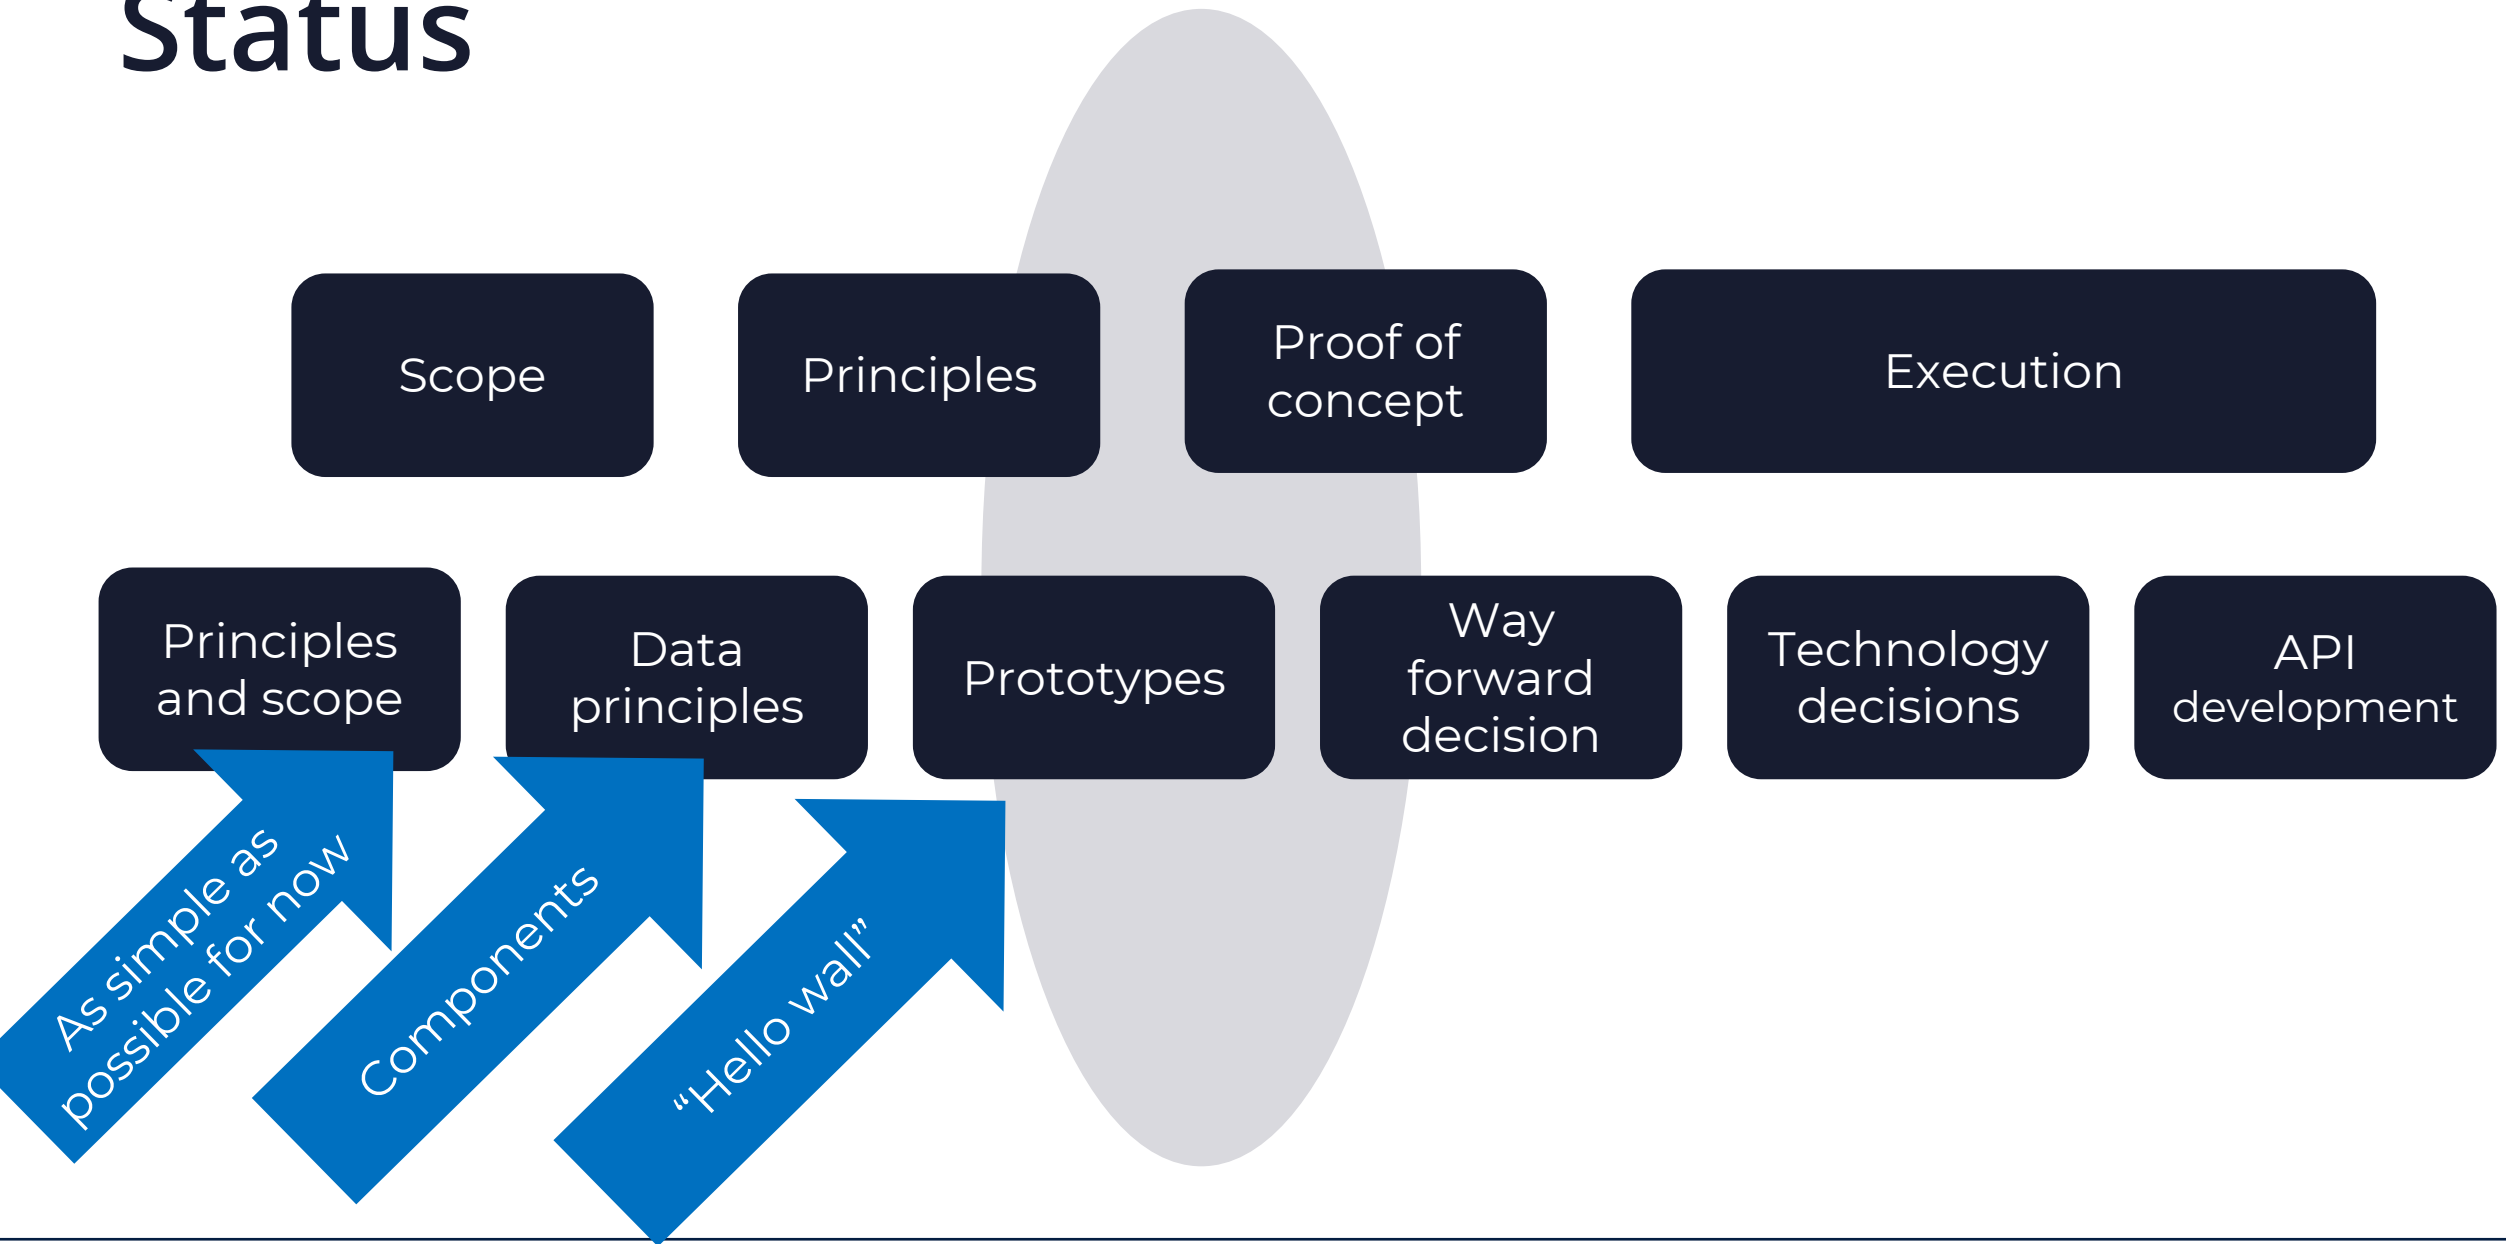 Status
Scope
Principles
Proof of
concept
Execution
Principles
and scope
Data
principles
Prototypes
Way
forward
decision
Technology
decisions
API
development
As simple as
possible for now
Components
“Hello wall”